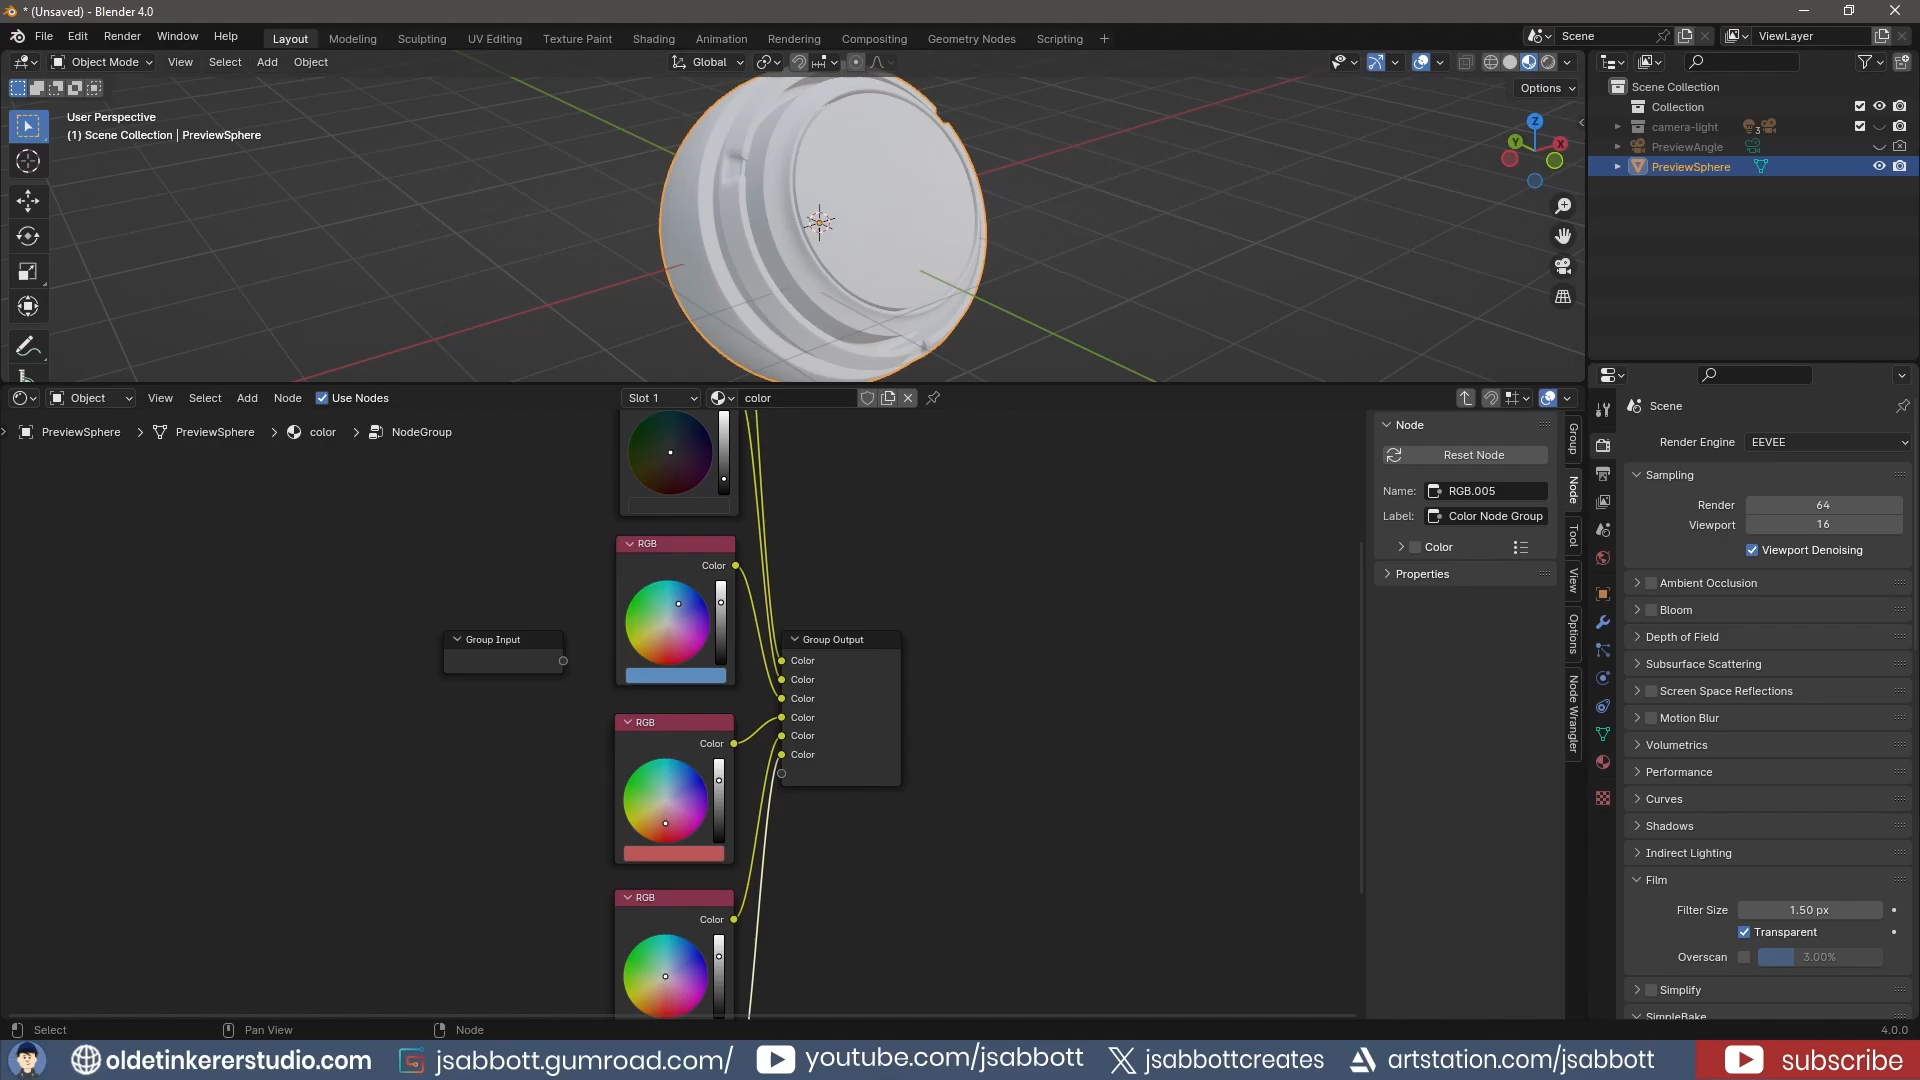 * (Unsaved) - Blender 4.0
File Edit Render Window Help
Layout Modeling Sculpting UV Editing Texture Paint Shading Animation Rendering Compositing Geometry Nodes Scripting +
Scene
ViewLayer
Object Mode View Select Add Object
Global
Options
User Perspective
(1) Scene Collection | PreviewSphere
Z
Y
X
Scene Collection
Collection
camera-light 3
PreviewAngle
PreviewSphere
Object View Select Add Node Use Nodes
Slot 1
color
PreviewSphere > PreviewSphere > color > NodeGroup
RGB
Color
Group Input
RGB
Color
RGB
Color
Group Output
Color
Color
Color
Color
Color
Color
Node
Reset Node
Name: RGB.005
Label: Color Node Group
Color
Properties
Group
Node
Tool
View
Options
Node Wrangler
Scene
Render Engine EEVEE
Sampling
Render 64
Viewport 16
Viewport Denoising
Ambient Occlusion
Bloom
Depth of Field
Subsurface Scattering
Screen Space Reflections
Motion Blur
Volumetrics
Performance
Curves
Shadows
Indirect Lighting
Film
Filter Size 1.50 px
Transparent
Overscan 3.00%
Simplify
SimpleBake
Select
Pan View
Node
4.0.0
oldetinkererstudio.com
jsabbott.gumroad.com/
youtube.com/jsabbott
jsabbottcreates
artstation.com/jsabbott
subscribe